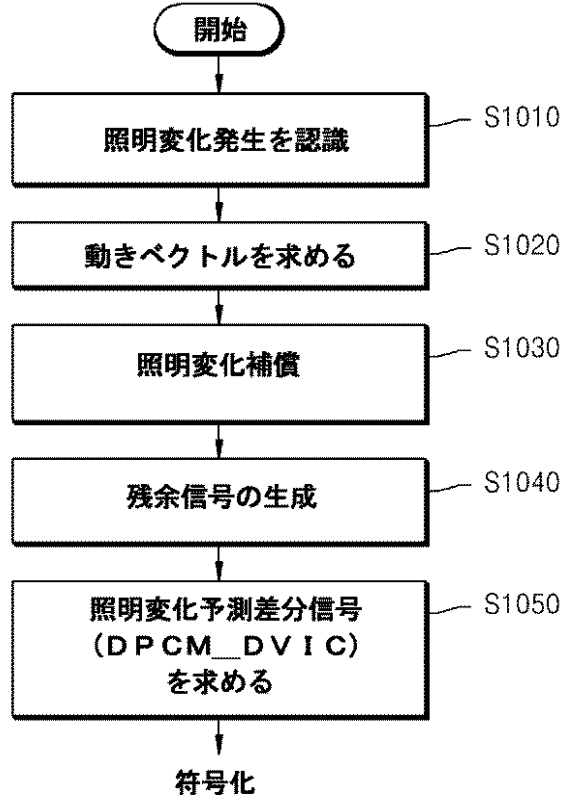 開始
照明変化発生を認識
S1010
動きベクトルを求める
S1020
照明変化補償
S1030
残余信号の生成
S1040
照明変化予測差分信号
(DPCM__DVIC)
を求める
S1050
符号化